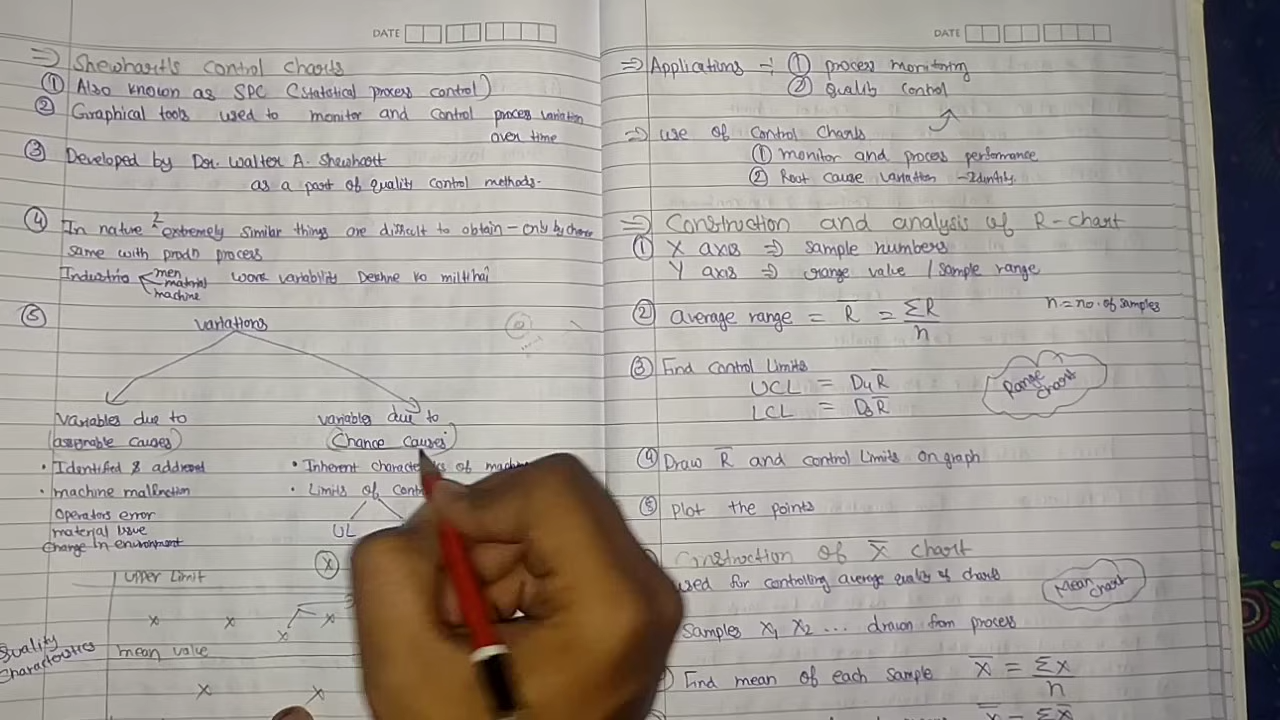 DATE
⇒ Shewhart's Control Charts
① Also known as SPC (Statatical process control)
② Graphical tools used to monitor and control process variation
over time
③ Developed by Dr. Walter A. Shewhart
as a part of quality control methods.
④ In nature 2 extremely similar things are difficult to obtain - only by chance
same with prodn process
Industrio men material machine work variability Dekhne ko milti hai
⑤ variations
Variables due to
(assignable causes)
• Identified & addresed
• machine malfnction
operators error
material issue
change in environment
variables due to
(Chance causes)
• Inherent characte
s of machine
• Limits of cont
UL
X
Upper Limit
mean value
Quality
Characteristics
DATE
⇒ Applications -: ① process monitoring
② Quality control
⇒ use of control charts
① monitor and process performance
② Root cause variation - Identify
⇒ Construction and analysis of R-chart
① X axis ⇒ sample numbers
Y axis ⇒ range value / sample range
② average range = R̅ = ΣR / n n = no. of samples
③ Find control Limits
UCL = D4R̅
LCL = D3R̅
Range chart
④ Draw R̅ and control Limits on graph
⑤ Plot the points
Construction of X̅ chart
used for controlling average quality of charts
Mean chart
Samples X1 X2 ... drawn from process
Find mean of each sample X̅ = ΣX / n